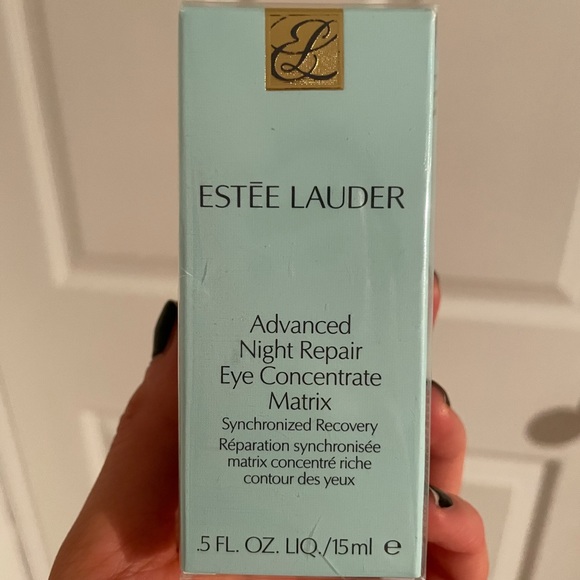 EL
ESTĒE LAUDER
Advanced
Night Repair
Eye Concentrate
Matrix
Synchronized Recovery
Réparation synchronisée
matrix concentré riche
contour des yeux
.5 FL. OZ. LIQ./15ml e